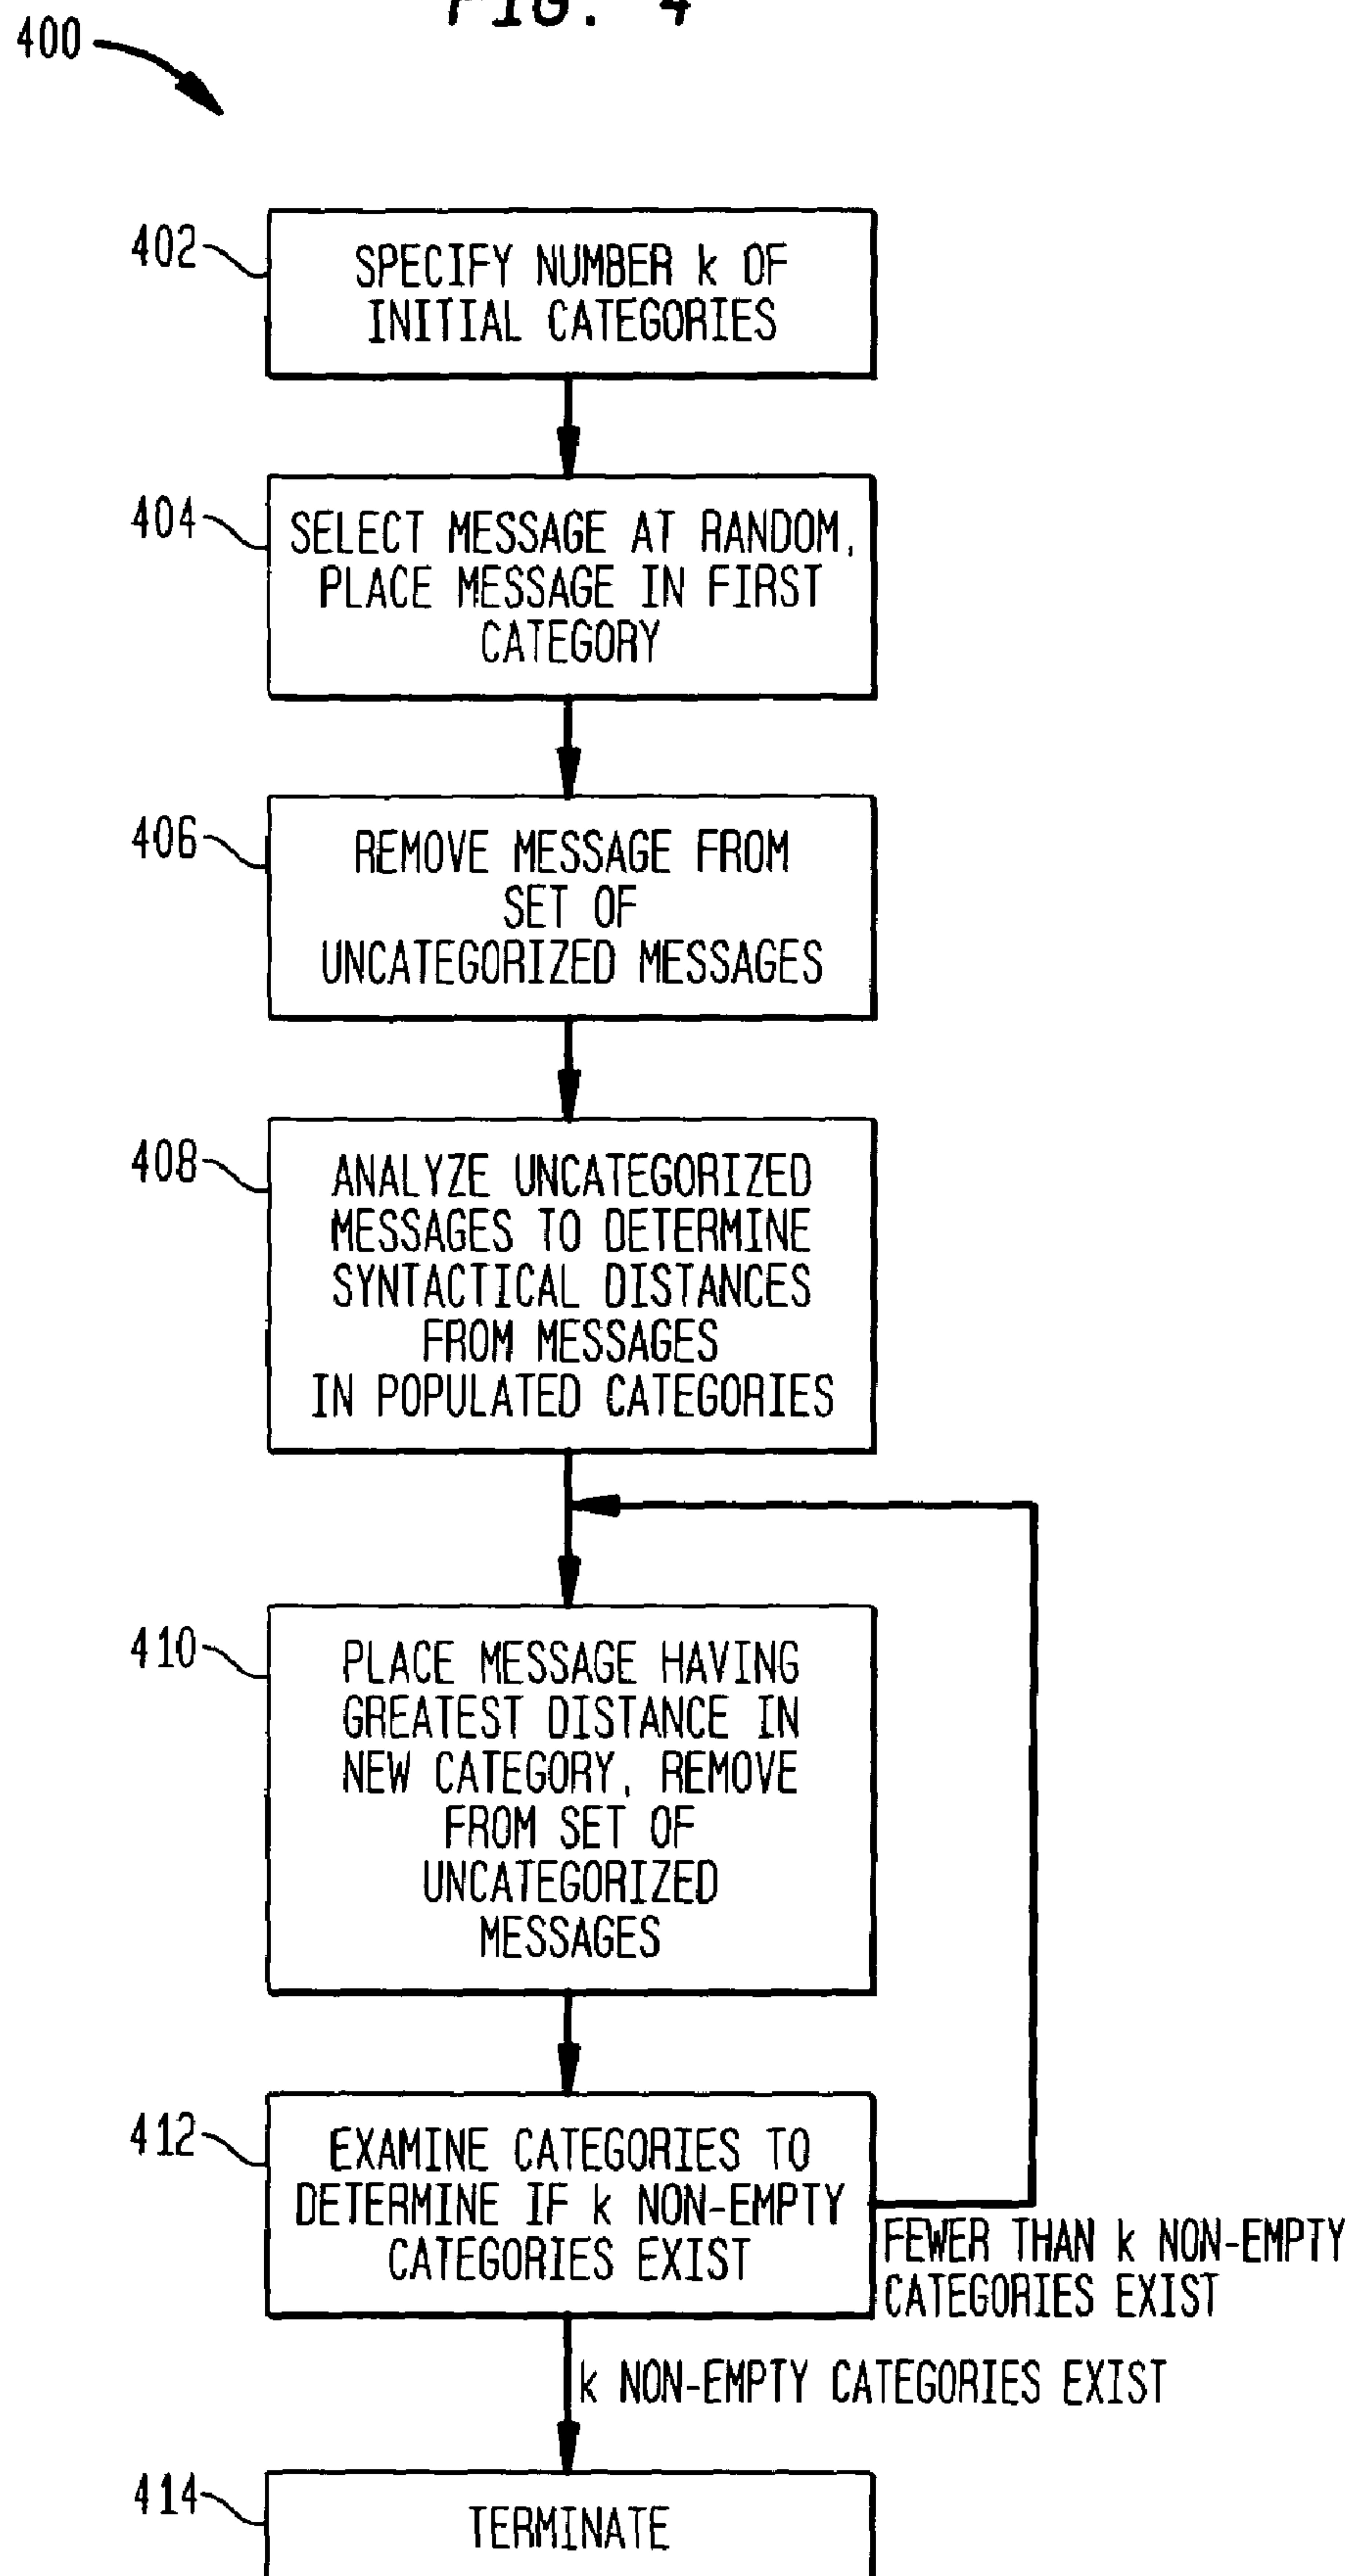 FIG. 4
400
402
SPECIFY NUMBER k OF
INITIAL CATEGORIES
404
SELECT MESSAGE AT RANDOM,
PLACE MESSAGE IN FIRST
CATEGORY
406
REMOVE MESSAGE FROM
SET OF
UNCATEGORIZED MESSAGES
408
ANALYZE UNCATEGORIZED
MESSAGES TO DETERMINE
SYNTACTICAL DISTANCES
FROM MESSAGES
IN POPULATED CATEGORIES
410
PLACE MESSAGE HAVING
GREATEST DISTANCE IN
NEW CATEGORY, REMOVE
FROM SET OF
UNCATEGORIZED
MESSAGES
412
EXAMINE CATEGORIES TO
DETERMINE IF k NON-EMPTY
CATEGORIES EXIST
FEWER THAN k NON-EMPTY
CATEGORIES EXIST
k NON-EMPTY CATEGORIES EXIST
414
TERMINATE